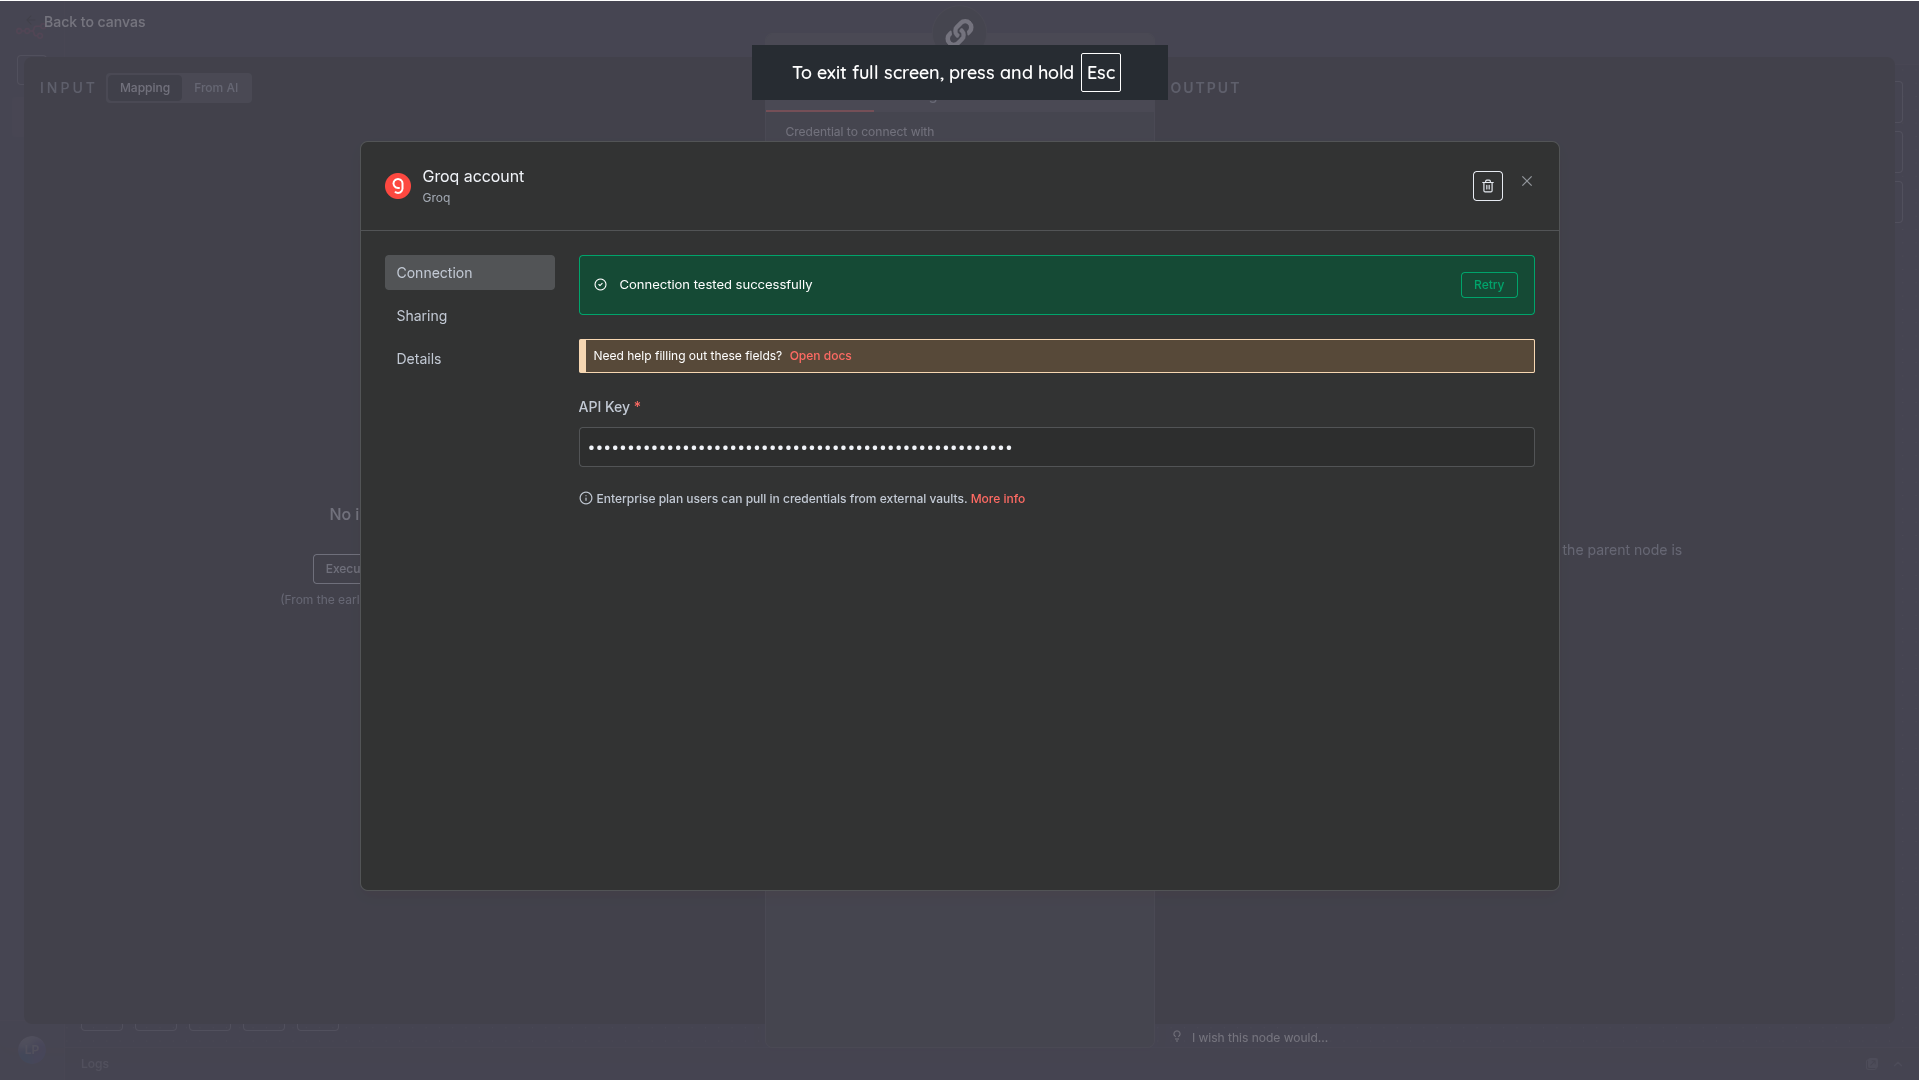 Back to canvas
To exit full screen, press and hold Esc
INPUT Mapping From AI
OUTPUT
Credential to connect with
Groq account
Groq
Connection
Sharing
Details
Connection tested successfully
Retry
Need help filling out these fields? Open docs
API Key *
••••••••••••••••••••••••••••••••••••••••••••••••••••••
Enterprise plan users can pull in credentials from external vaults. More info
No i
Execu
(From the earl
the parent node is
I wish this node would...
LP
Logs